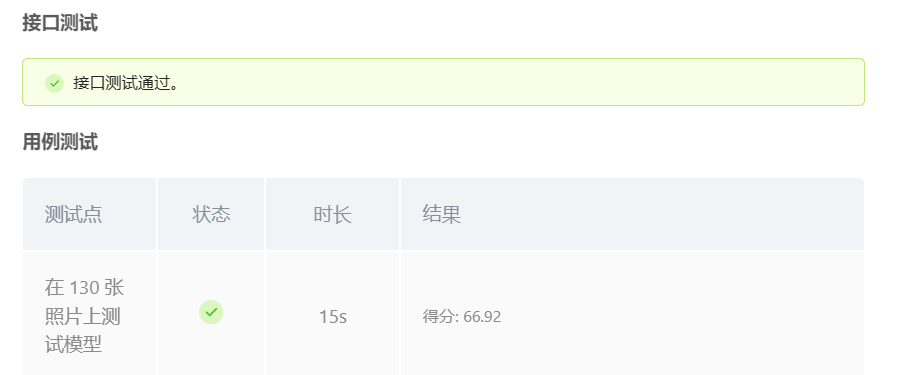 接口测试
接口测试通过。
用例测试
测试点 状态 时长 结果
在 130 张
照片上测
试模型
15s
得分: 66.92